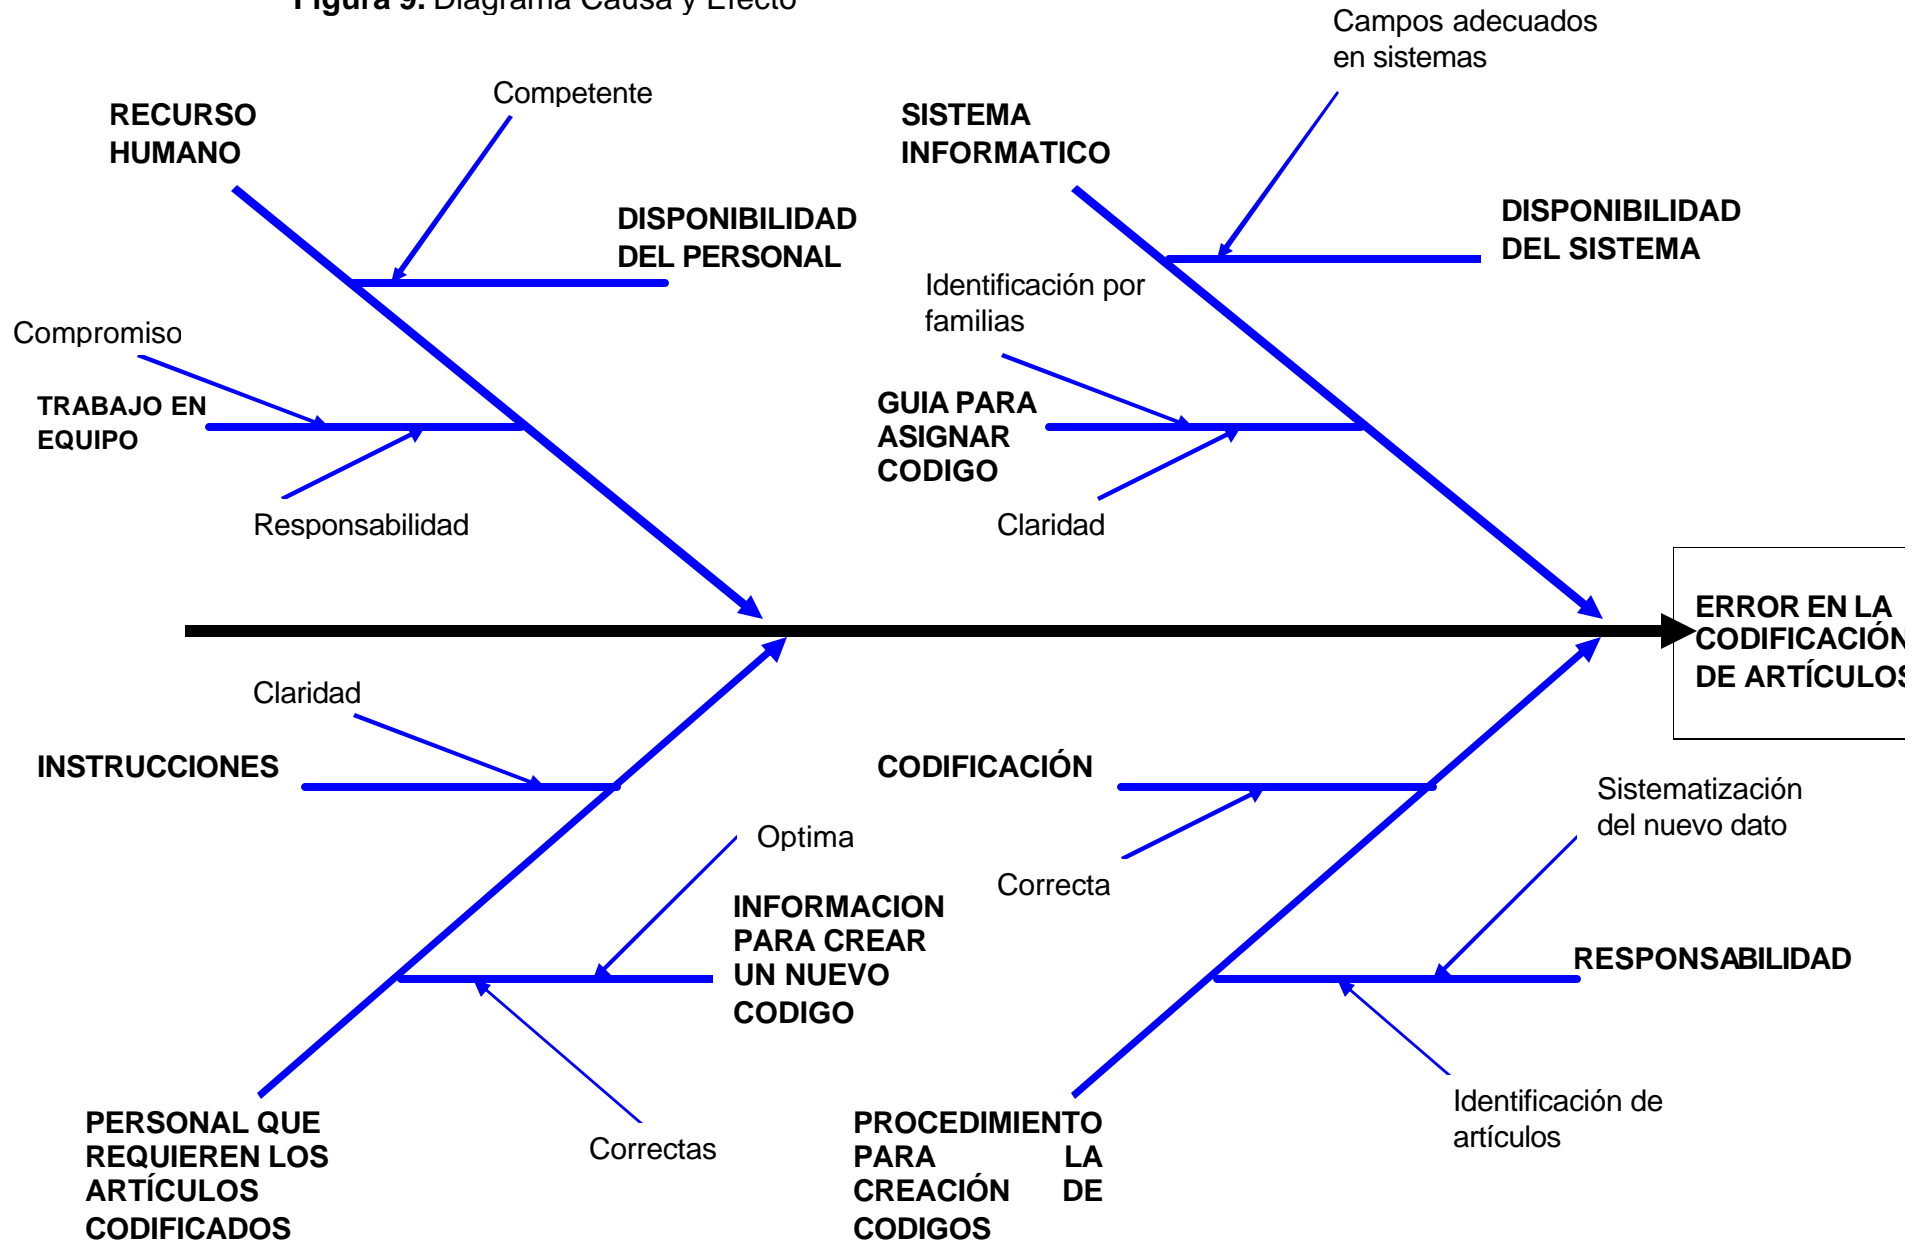 Figura 9. Diagrama Causa y Efecto
Campos adecuados
en sistemas
Competente
RECURSO
HUMANO
SISTEMA
INFORMATICO
DISPONIBILIDAD
DEL PERSONAL
DISPONIBILIDAD
DEL SISTEMA
Identificación por
familias
Compromiso
TRABAJO EN
EQUIPO
GUIA PARA
ASIGNAR
CODIGO
Responsabilidad
Claridad
ERROR EN LA
CODIFICACIÓN
DE ARTÍCULOS
Claridad
INSTRUCCIONES
CODIFICACIÓN
Sistematización
del nuevo dato
Optima
Correcta
INFORMACION
PARA CREAR
UN NUEVO
CODIGO
RESPONSABILIDAD
PERSONAL QUE
REQUIEREN LOS
ARTÍCULOS
CODIFICADOS
Correctas
PROCEDIMIENTO
PARA LA
CREACIÓN DE
CODIGOS
Identificación de
artículos